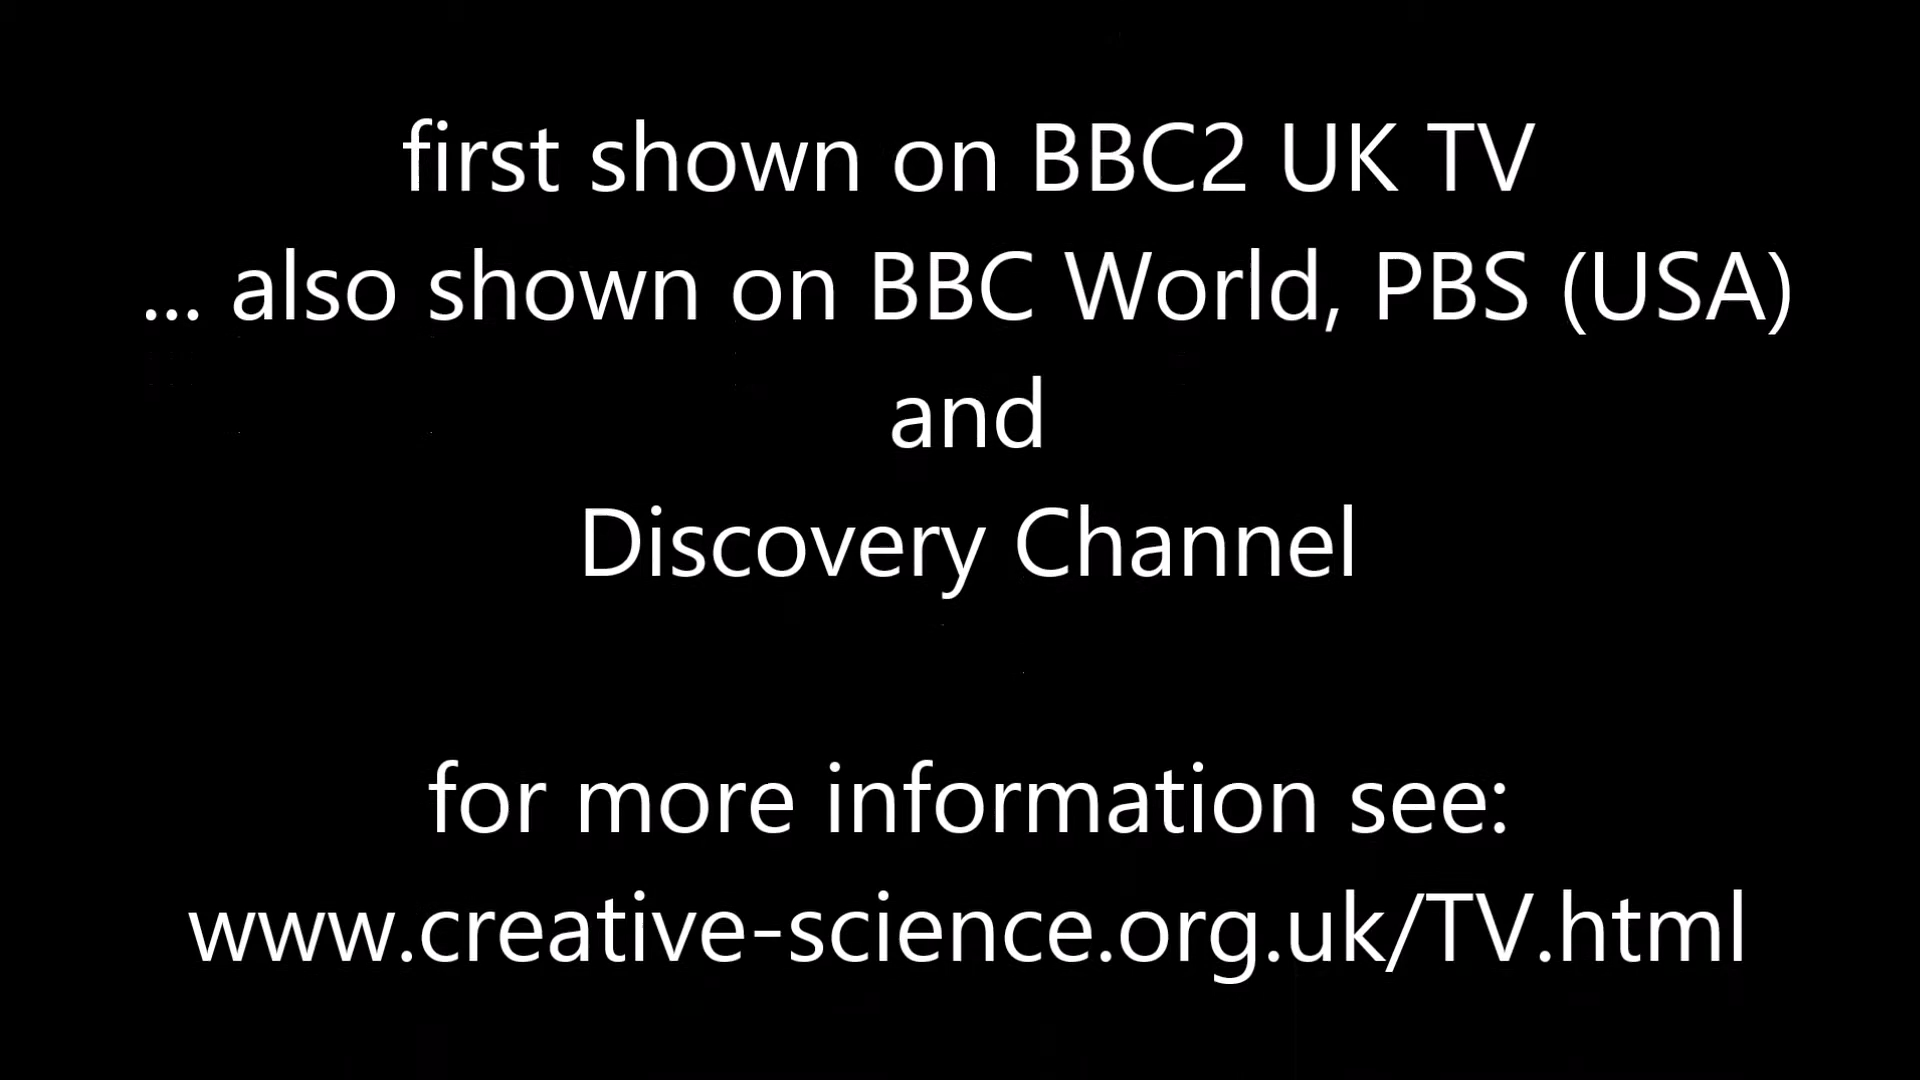 first shown on BBC2 UK TV
... also shown on BBC World, PBS (USA)
and
Discovery Channel
for more information see:
www.creative-science.org.uk/TV.html